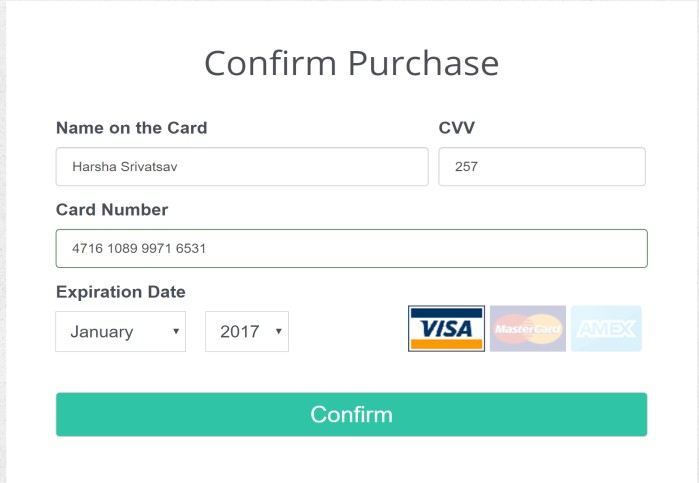 Confirm Purchase
Name on the Card CVV
Harsha Srivatsav 257
Card Number
4716 1089 9971 6531
Expiration Date
January 2017 VISA MasterCard AMEX
Confirm